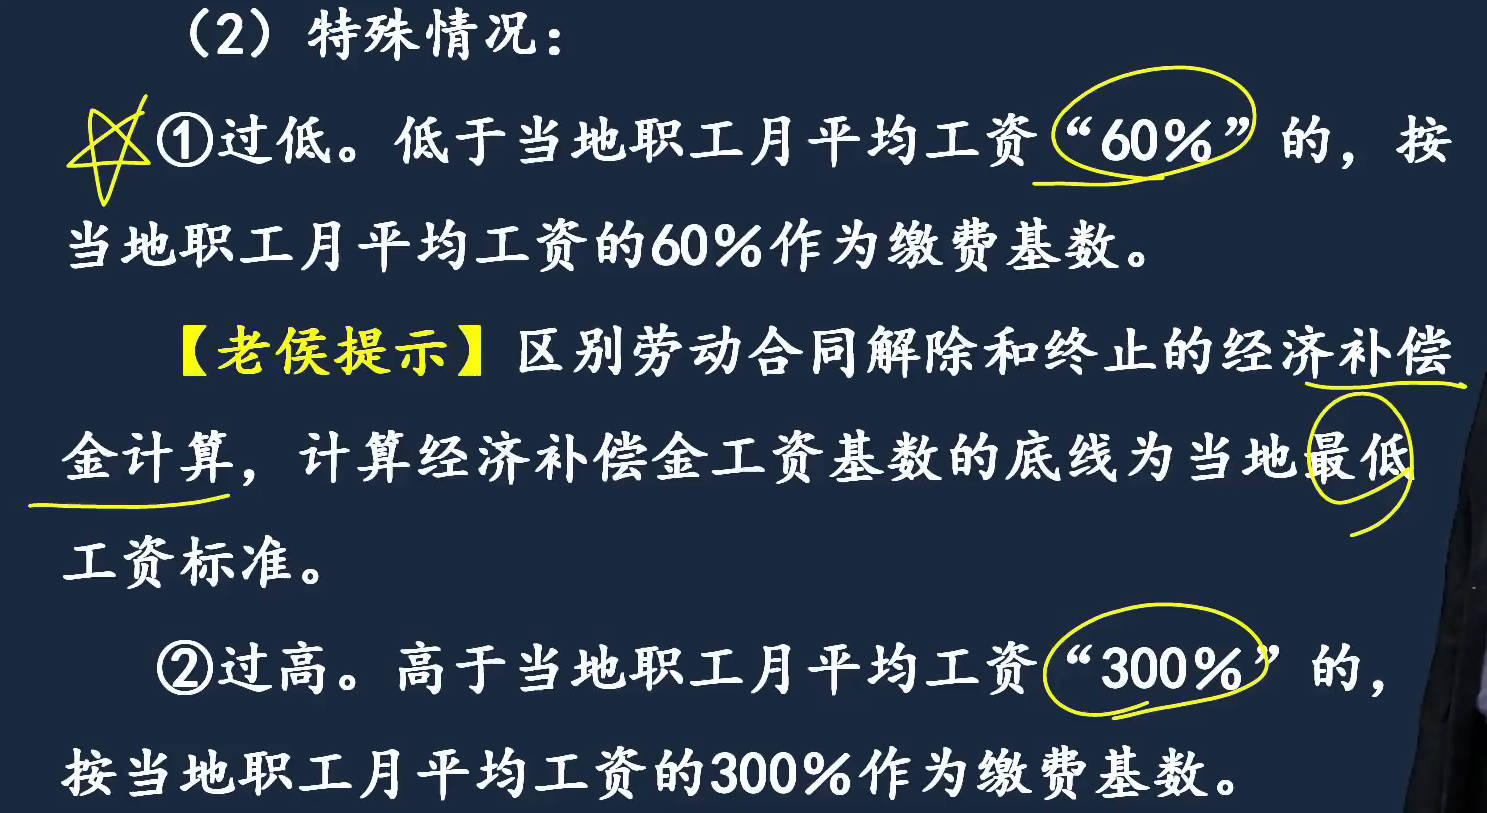 （2）特殊情况：
①过低。低于当地职工月平均工资“60%”的，按
当地职工月平均工资的60%作为缴费基数。
【老侯提示】区别劳动合同解除和终止的经济补偿
金计算，计算经济补偿金工资基数的底线为当地最低
工资标准。
②过高。高于当地职工月平均工资“300%”的，
按当地职工月平均工资的300%作为缴费基数。